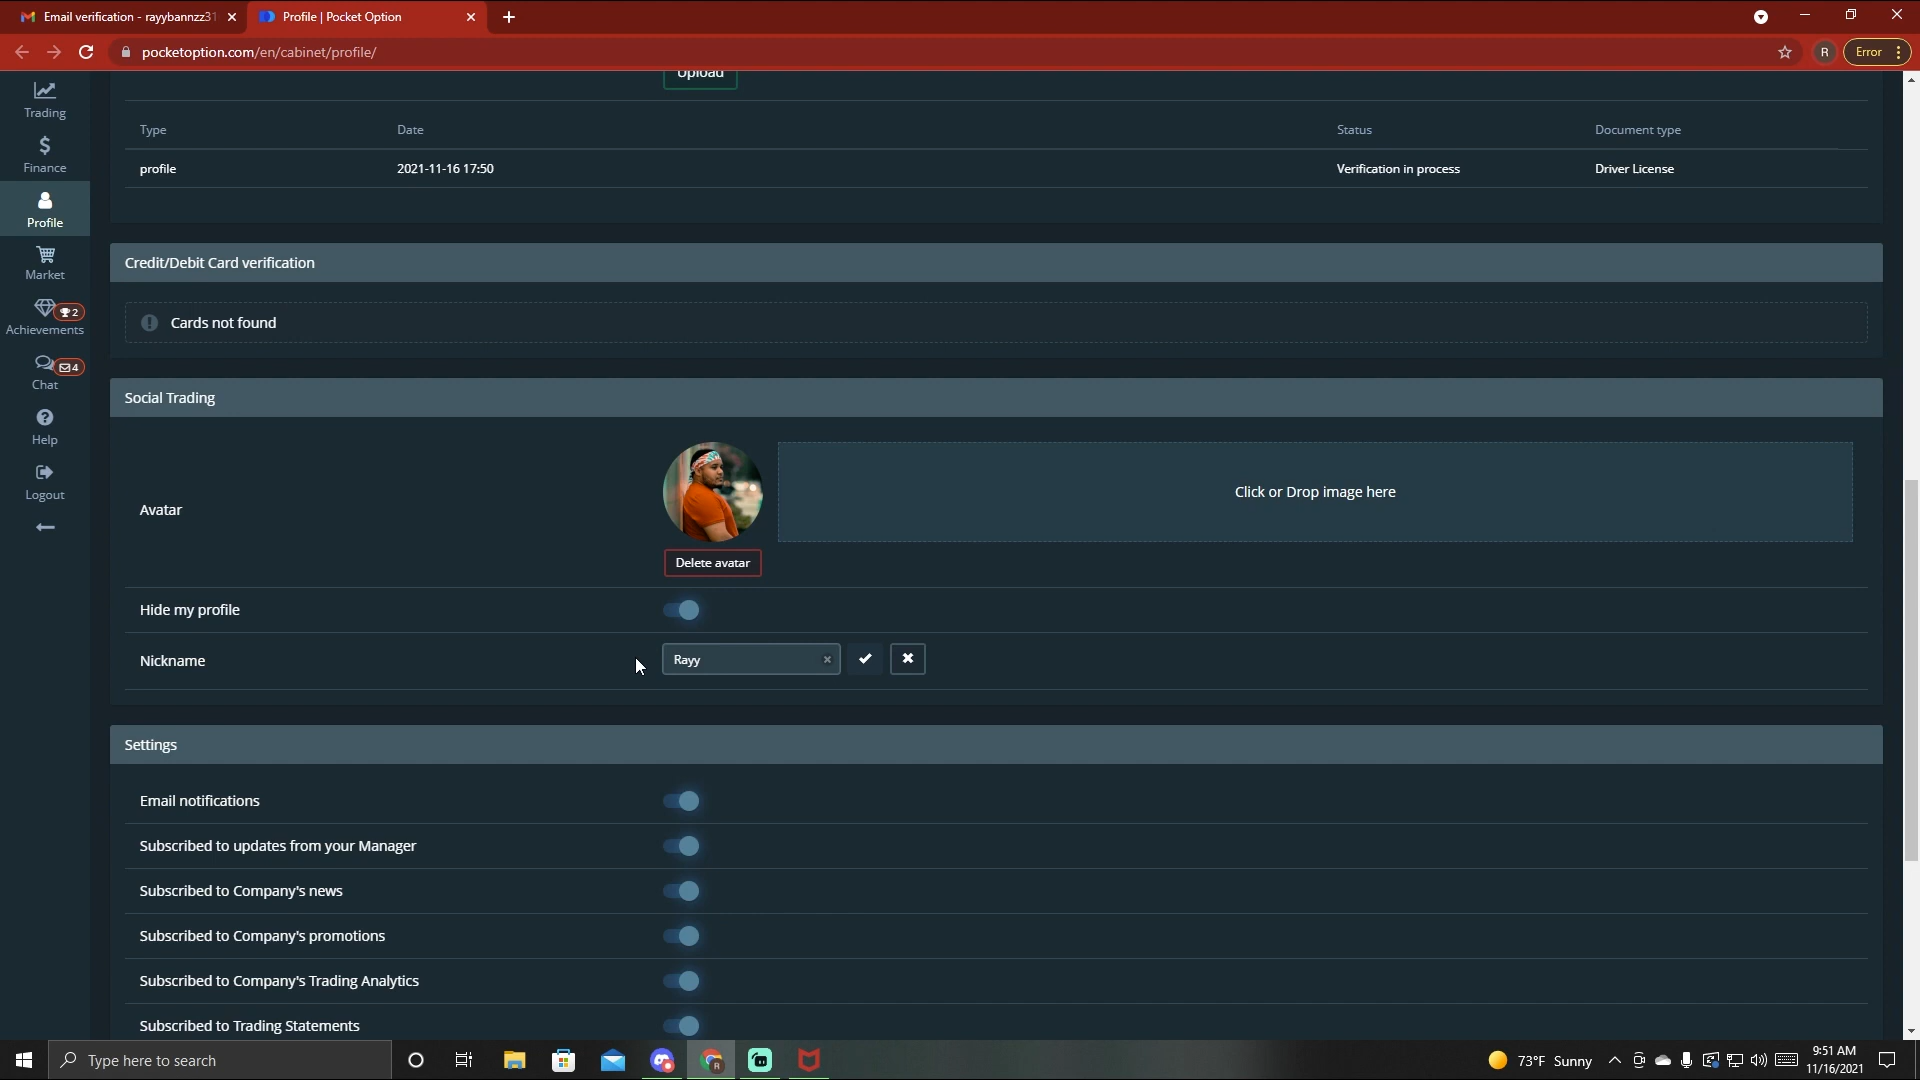 Email verification - rayybannzz31
Profile | Pocket Option
pocketoption.com/en/cabinet/profile/
R
Error
Trading
Finance
Profile
Market
2
Achievements
4
Chat
Help
Logout
Upload
Type Date Status Document type
profile 2021-11-16 17:50 Verification in process Driver License
Credit/Debit Card verification
Cards not found
Social Trading
Avatar
Click or Drop image here
Delete avatar
Hide my profile
Nickname
Rayy
Settings
Email notifications
Subscribed to updates from your Manager
Subscribed to Company's news
Subscribed to Company's promotions
Subscribed to Company's Trading Analytics
Subscribed to Trading Statements
Type here to search
73°F Sunny
9:51 AM
11/16/2021